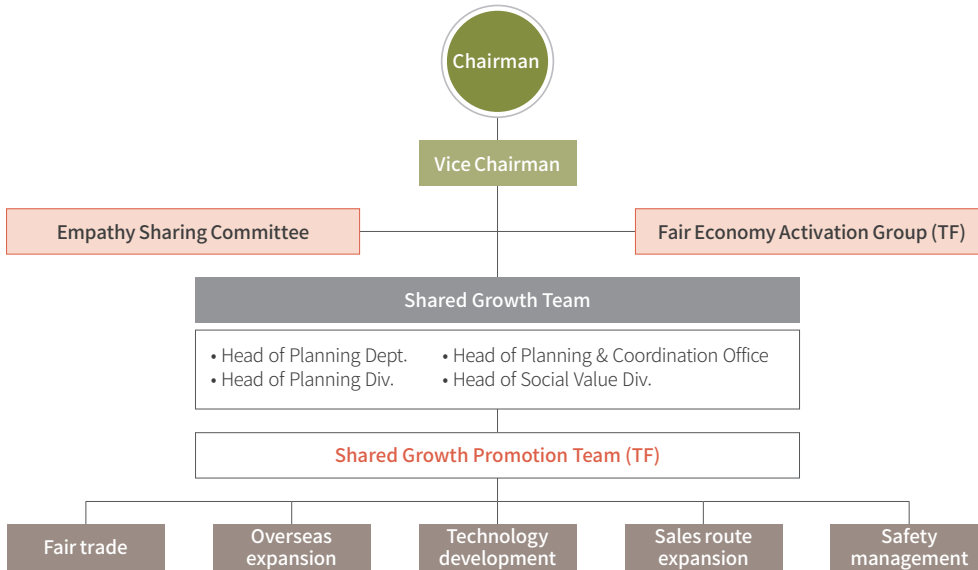 Chairman
Vice Chairman
Empathy Sharing Committee
Fair Economy Activation Group (TF)
Shared Growth Team
• Head of Planning Dept.
• Head of Planning & Coordination Office
• Head of Planning Div.
• Head of Social Value Div.
Shared Growth Promotion Team (TF)
Fair trade
Overseas
expansion
Technology
development
Sales route
expansion
Safety
management